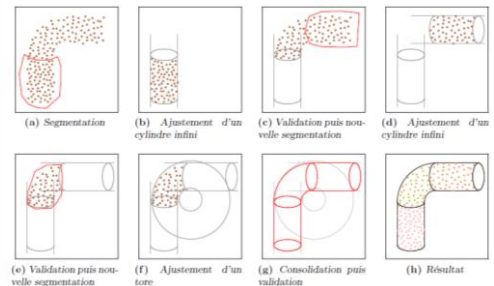 (a) Segmentation
(b) Ajustement d'un
cylindre infini
(c) Validation puis nou-
velle segmentation
(d) Ajustement d'un
cylindre infini
(e) Validation puis nou-
velle segmentation
(f) Ajustement d'un
tore
(g) Consolidation puis
validation
(h) Résultat